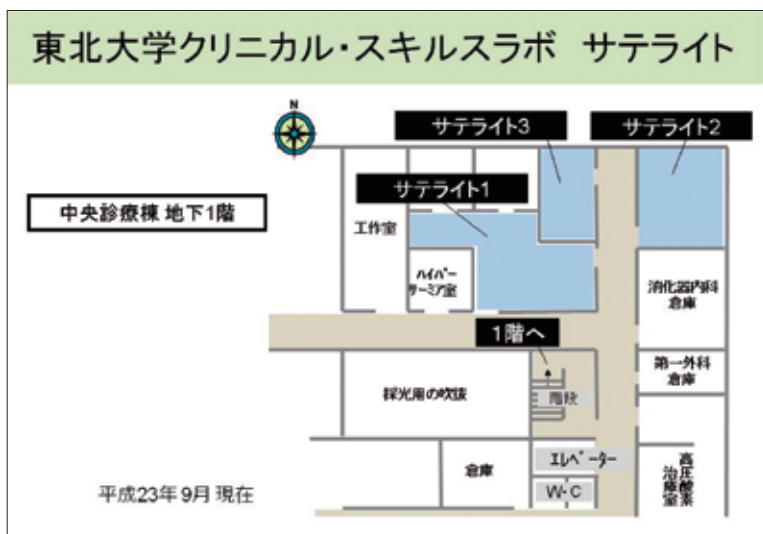 東北大学クリニカル・スキルスラボ サテライト
N
サテライト3
サテライト2
サテライト1
中央診療棟 地下1階
工作室
ハイパー
サーミア室
消化器内科
倉庫
1階へ
第一外科
倉庫
採光用の吹抜
階段
エレベーター
倉庫
W・C
高圧酸素
治療室
平成23年9月 現在